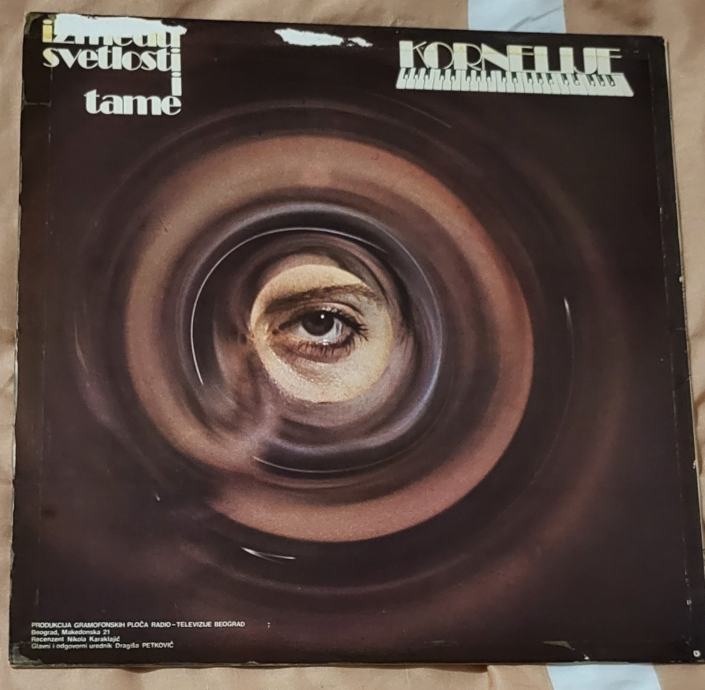 između
svetlosti
i
tame
KORNELIJE
PRODUKCIJA GRAMOFONSKIH PLOČA RADIO-TELEVIZIJE BEOGRAD
Beograd, Makedonska 21
Recenzent Nikola Karaklajić
Glavni i odgovorni urednik Dragiša PETKOVIĆ